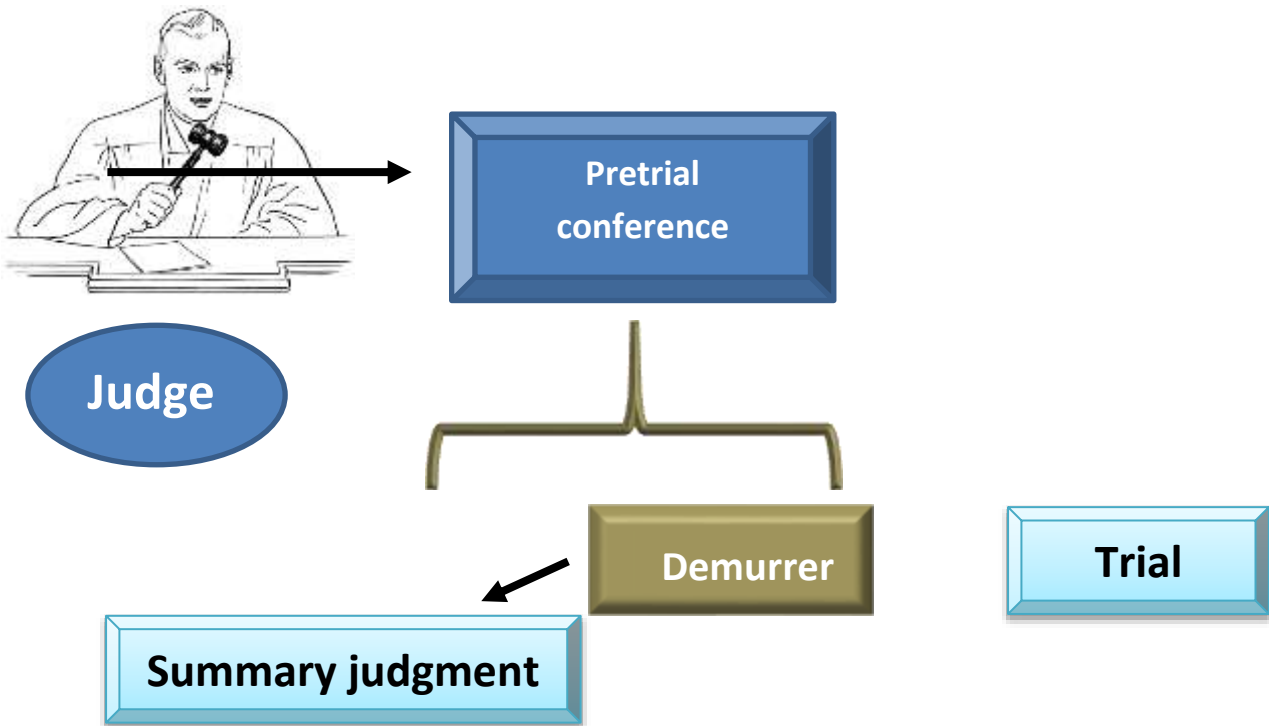 Pretrial
conference
Judge
Demurrer
Trial
Summary judgment